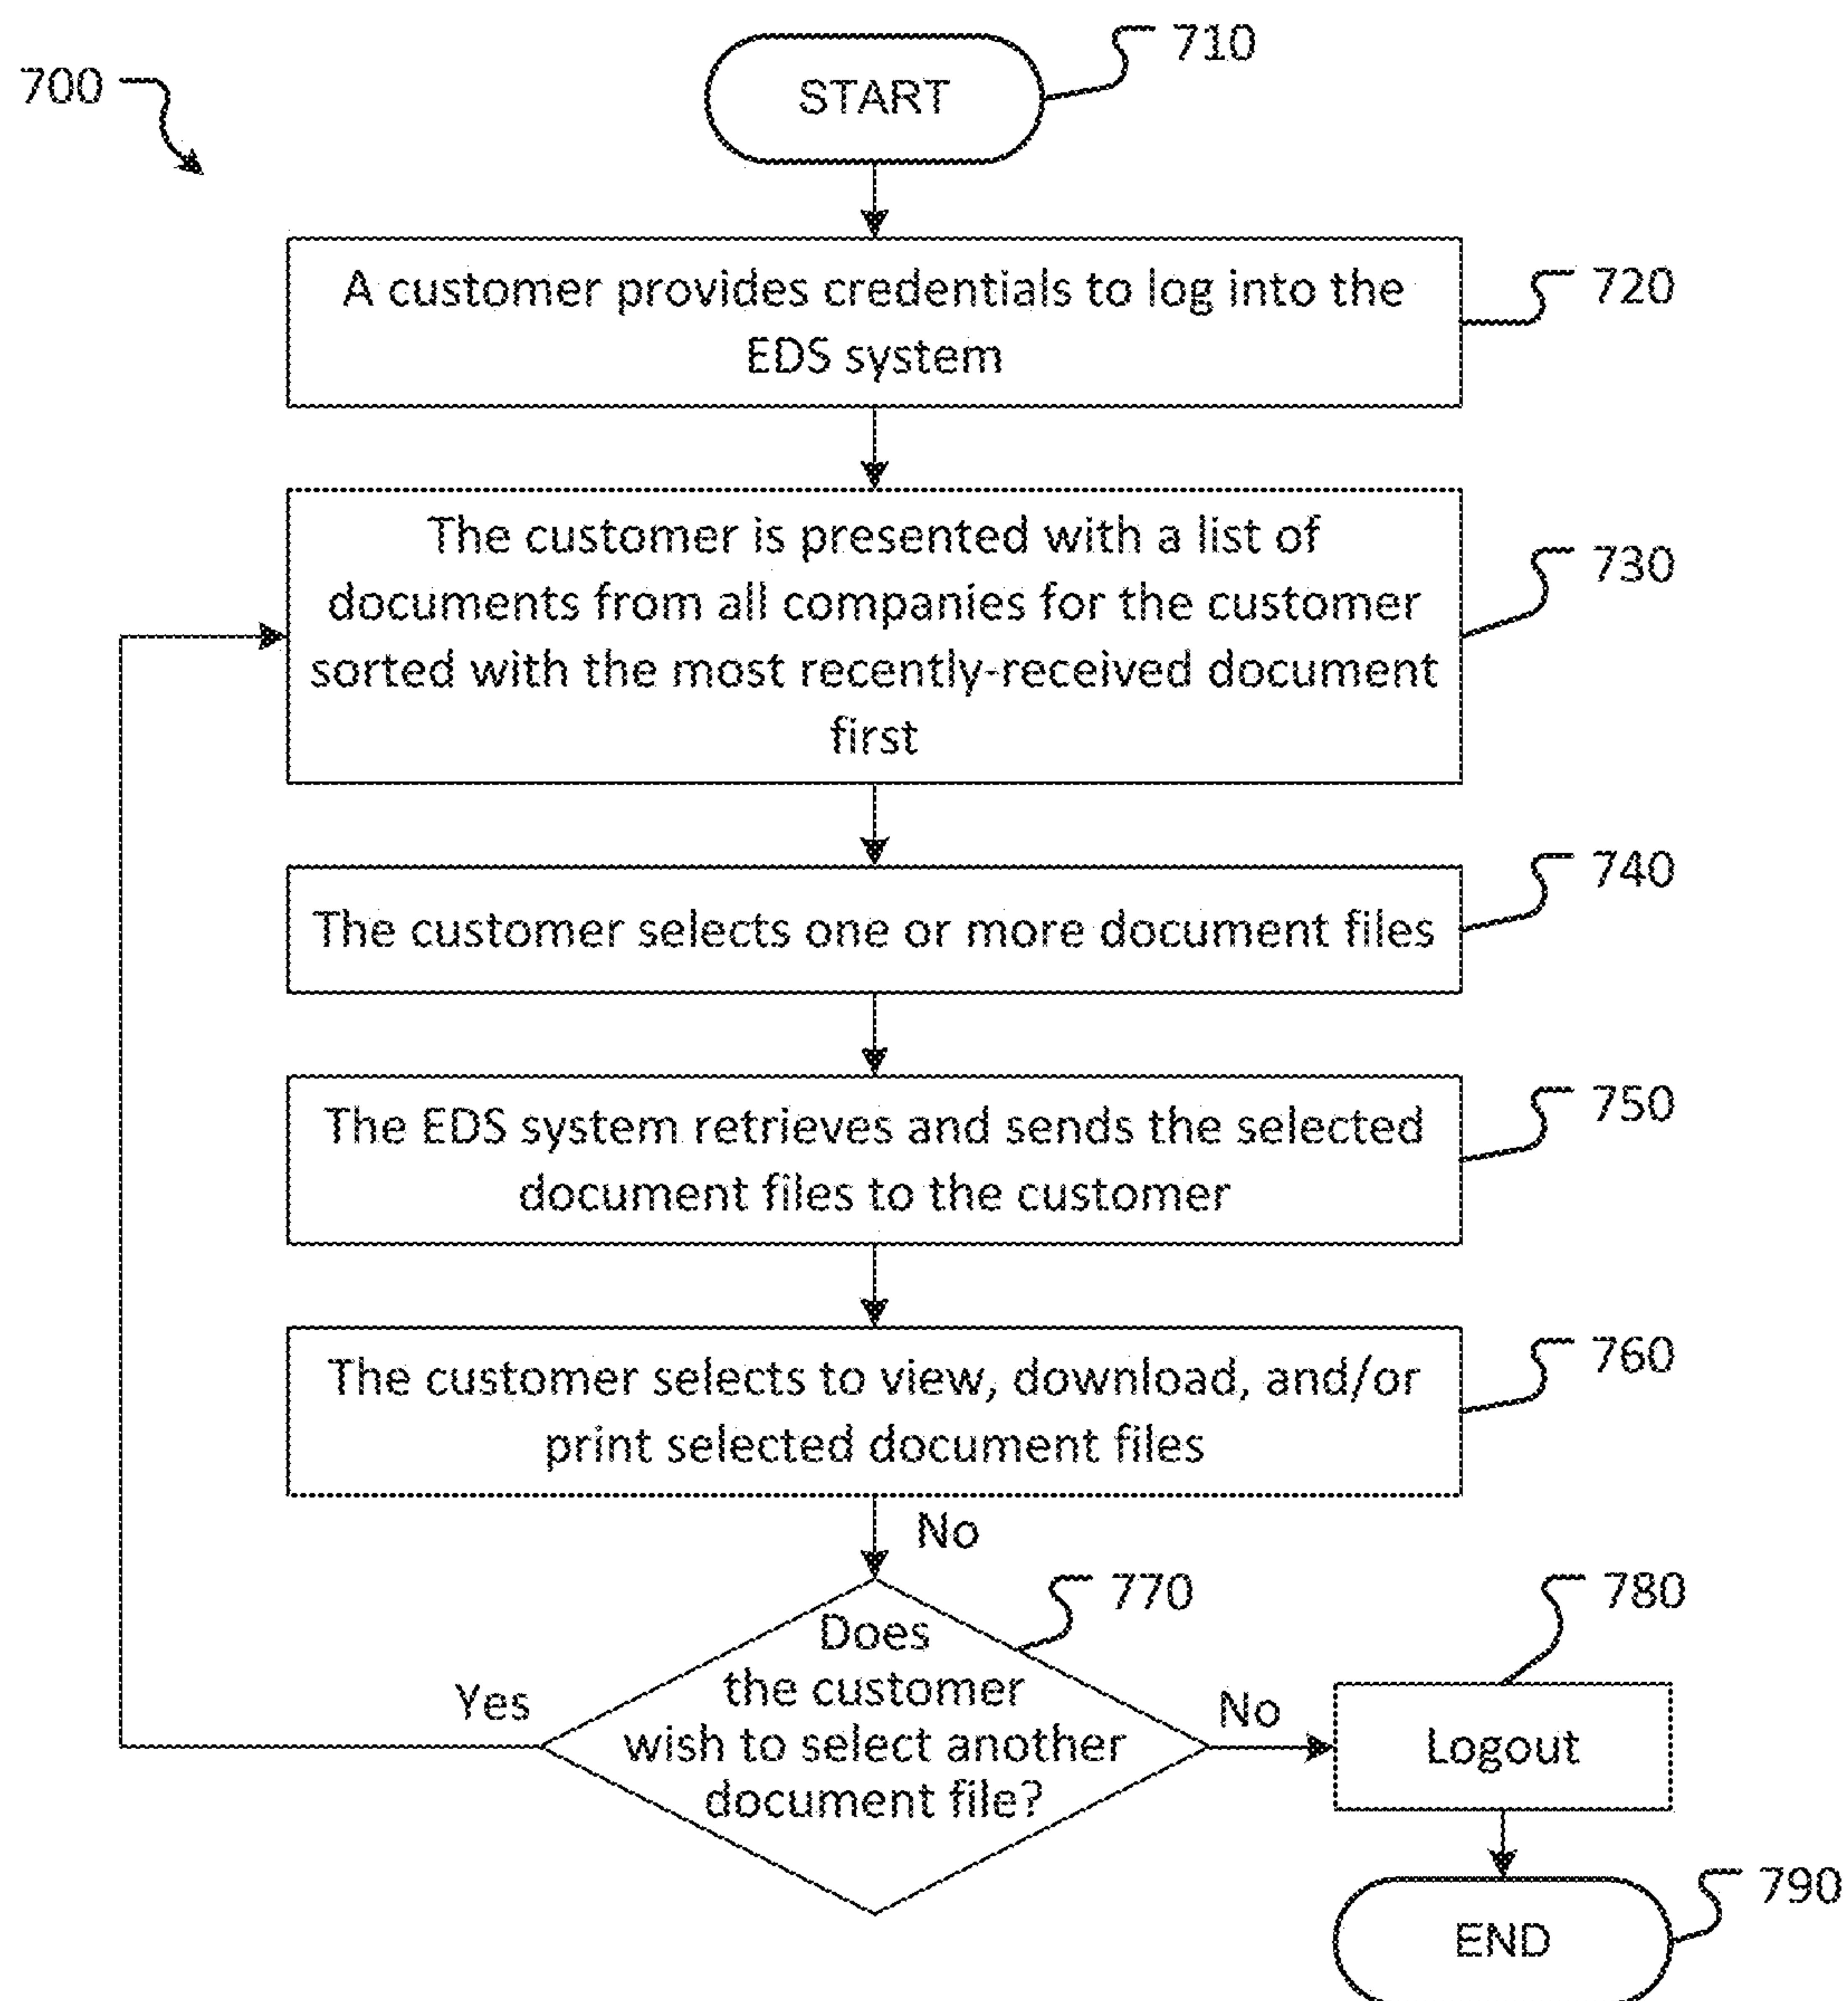 700
START
710
A customer provides credentials to log into the
EDS system
720
The customer is presented with a list of
documents from all companies for the customer
sorted with the most recently-received document
first
730
The customer selects one or more document files
740
The EDS system retrieves and sends the selected
document files to the customer
750
The customer selects to view, download, and/or
print selected document files
760
No
Does
the customer
wish to select another
document file?
770
Yes
No
Logout
780
END
790